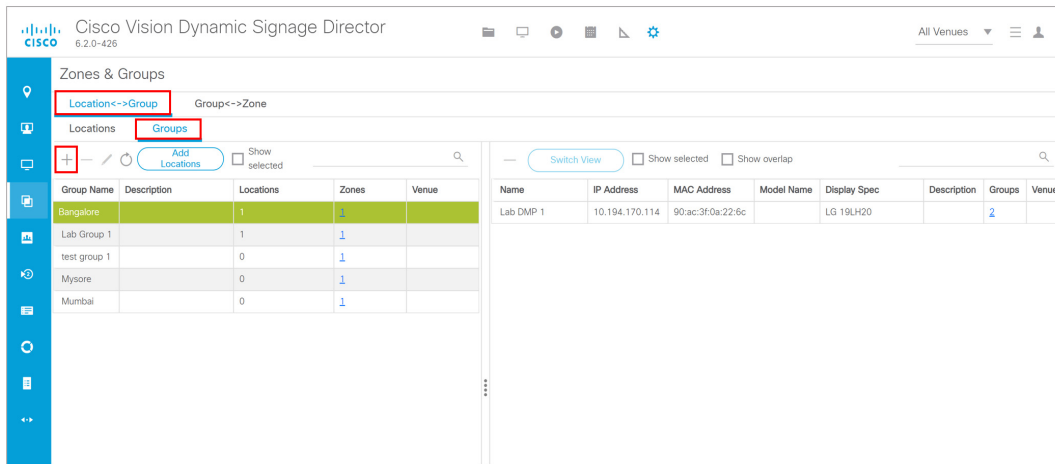 CISCO
Cisco Vision Dynamic Signage Director
6.2.0-426
All Venues
Zones & Groups
Location<->Group Group<->Zone
Locations Groups
Add Locations
Show selected
Switch View Show selected Show overlap
Group Name Description Locations Zones Venue
Bangalore 1 1
Lab Group 1 1 1
test group 1 0 1
Mysore 0 1
Mumbai 0 1
Name IP Address MAC Address Model Name Display Spec Description Groups Venue
Lab DMP 1 10.194.170.114 90:ac:3f:0a:22:6c LG 19LH20 2